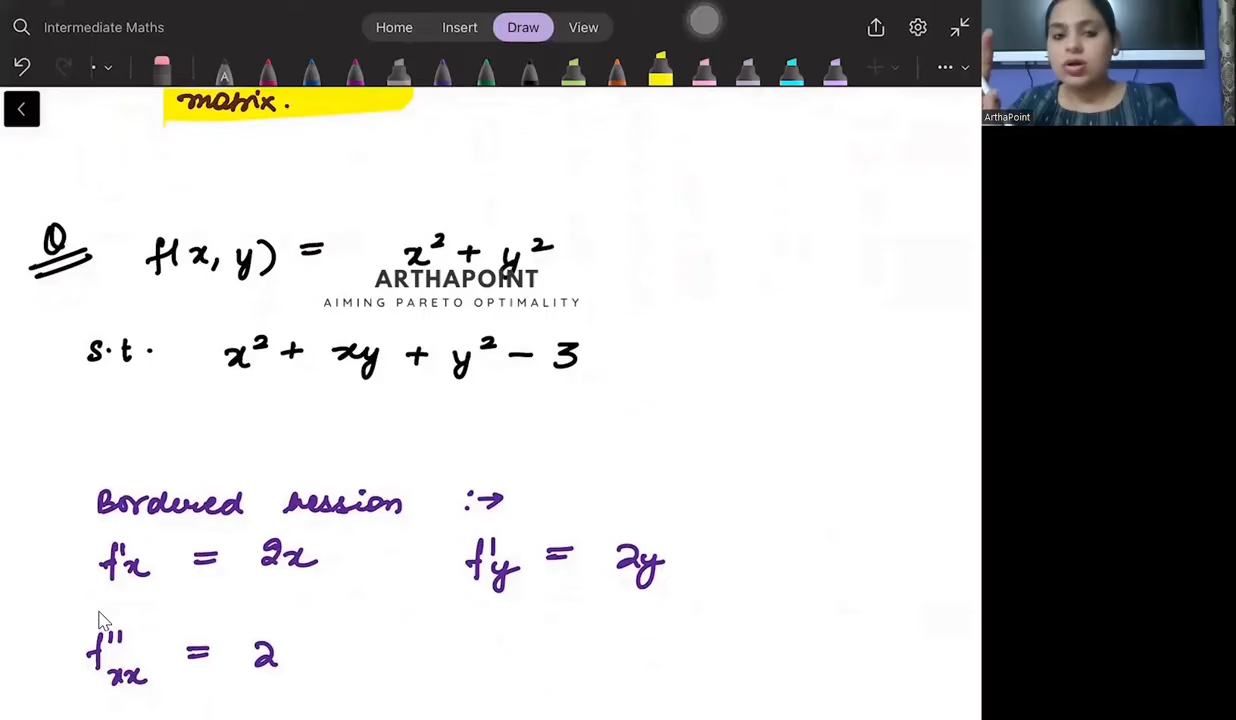 Intermediate Maths
Home Insert Draw View
matrix.
ArthaPoint
Q f(x, y) = x² + y²
ARTHAPOINT
AIMING PARETO OPTIMALITY
s.t. x² + xy + y² - 3
Bordered hession :→
f'x = 2x f'y = 2y
f''xx = 2